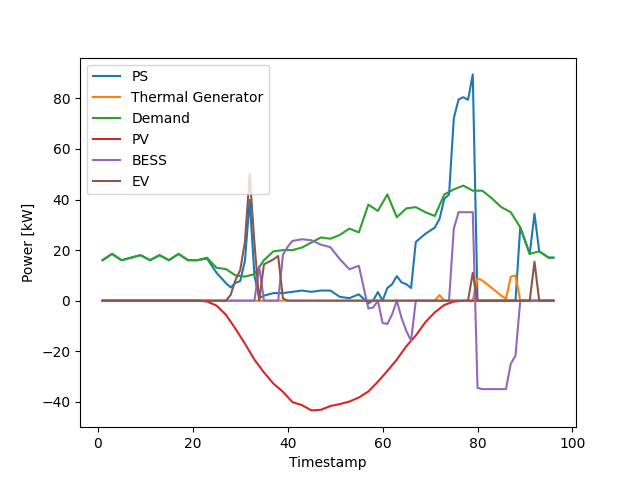 PS
Thermal Generator
Demand
PV
BESS
EV
80
60
40
20
0
−20
−40
Power [kW]
0 20 40 60 80 100
Timestamp